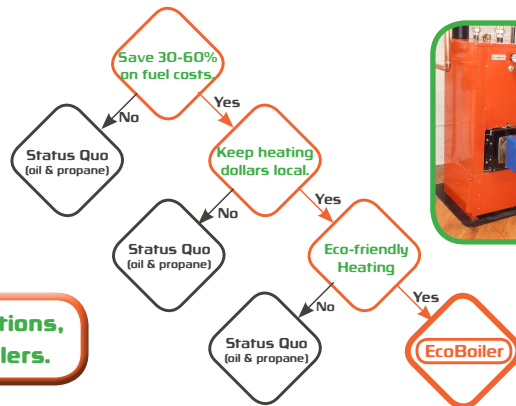 Save 30-60%
on fuel costs.
No
Yes
Status Quo
(oil & propane)
Keep heating
dollars local.
No
Yes
Status Quo
(oil & propane)
Eco-friendly
Heating
No
Yes
Status Quo
(oil & propane)
EcoBoiler
tions,
lers.